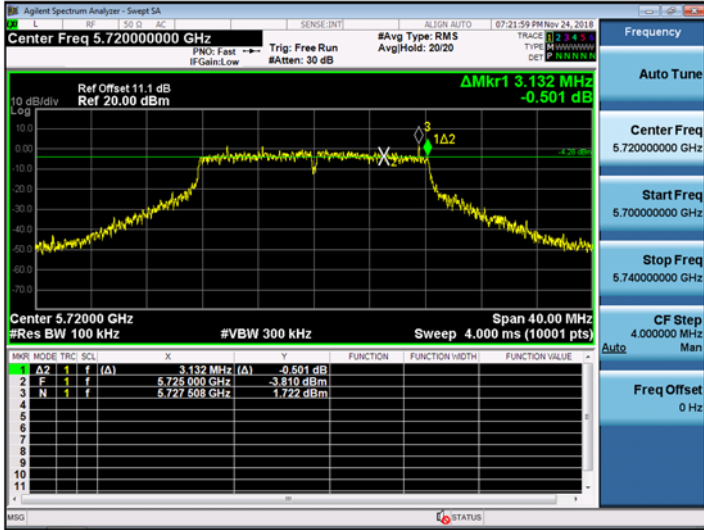 Agilent Spectrum Analyzer - Swept SA
L RF 50 Ω AC SENSE:INT ALIGN AUTO 07:21:59 PM Nov 24, 2018
Center Freq 5.720000000 GHz
PNO: Fast
IFGain:Low
Trig: Free Run
#Atten: 30 dB
#Avg Type: RMS
Avg|Hold: 20/20
TRACE 1 2 3 4 5 6
TYPE M WWWWW
DET P N N N N N
ΔMkr1 3.132 MHz
-0.501 dB
Ref Offset 11.1 dB
10 dB/div Ref 20.00 dBm
Log
10.0
0.00
-10.0
-20.0
-30.0
-40.0
-50.0
-60.0
-70.0
3
1Δ2
2
-4.28 dBm
Center 5.72000 GHz Span 40.00 MHz
#Res BW 100 kHz #VBW 300 kHz Sweep 4.000 ms (10001 pts)
MKR MODE TRC SCL X Y FUNCTION FUNCTION WIDTH FUNCTION VALUE
1 Δ2 1 f (Δ) 3.132 MHz (Δ) -0.501 dB
2 F 1 f 5.725 000 GHz -3.810 dBm
3 N 1 f 5.727 508 GHz 1.722 dBm
4
5
6
7
8
9
10
11
MSG STATUS
Frequency
Auto Tune
Center Freq
5.720000000 GHz
Start Freq
5.700000000 GHz
Stop Freq
5.740000000 GHz
CF Step
4.000000 MHz
Auto Man
Freq Offset
0 Hz